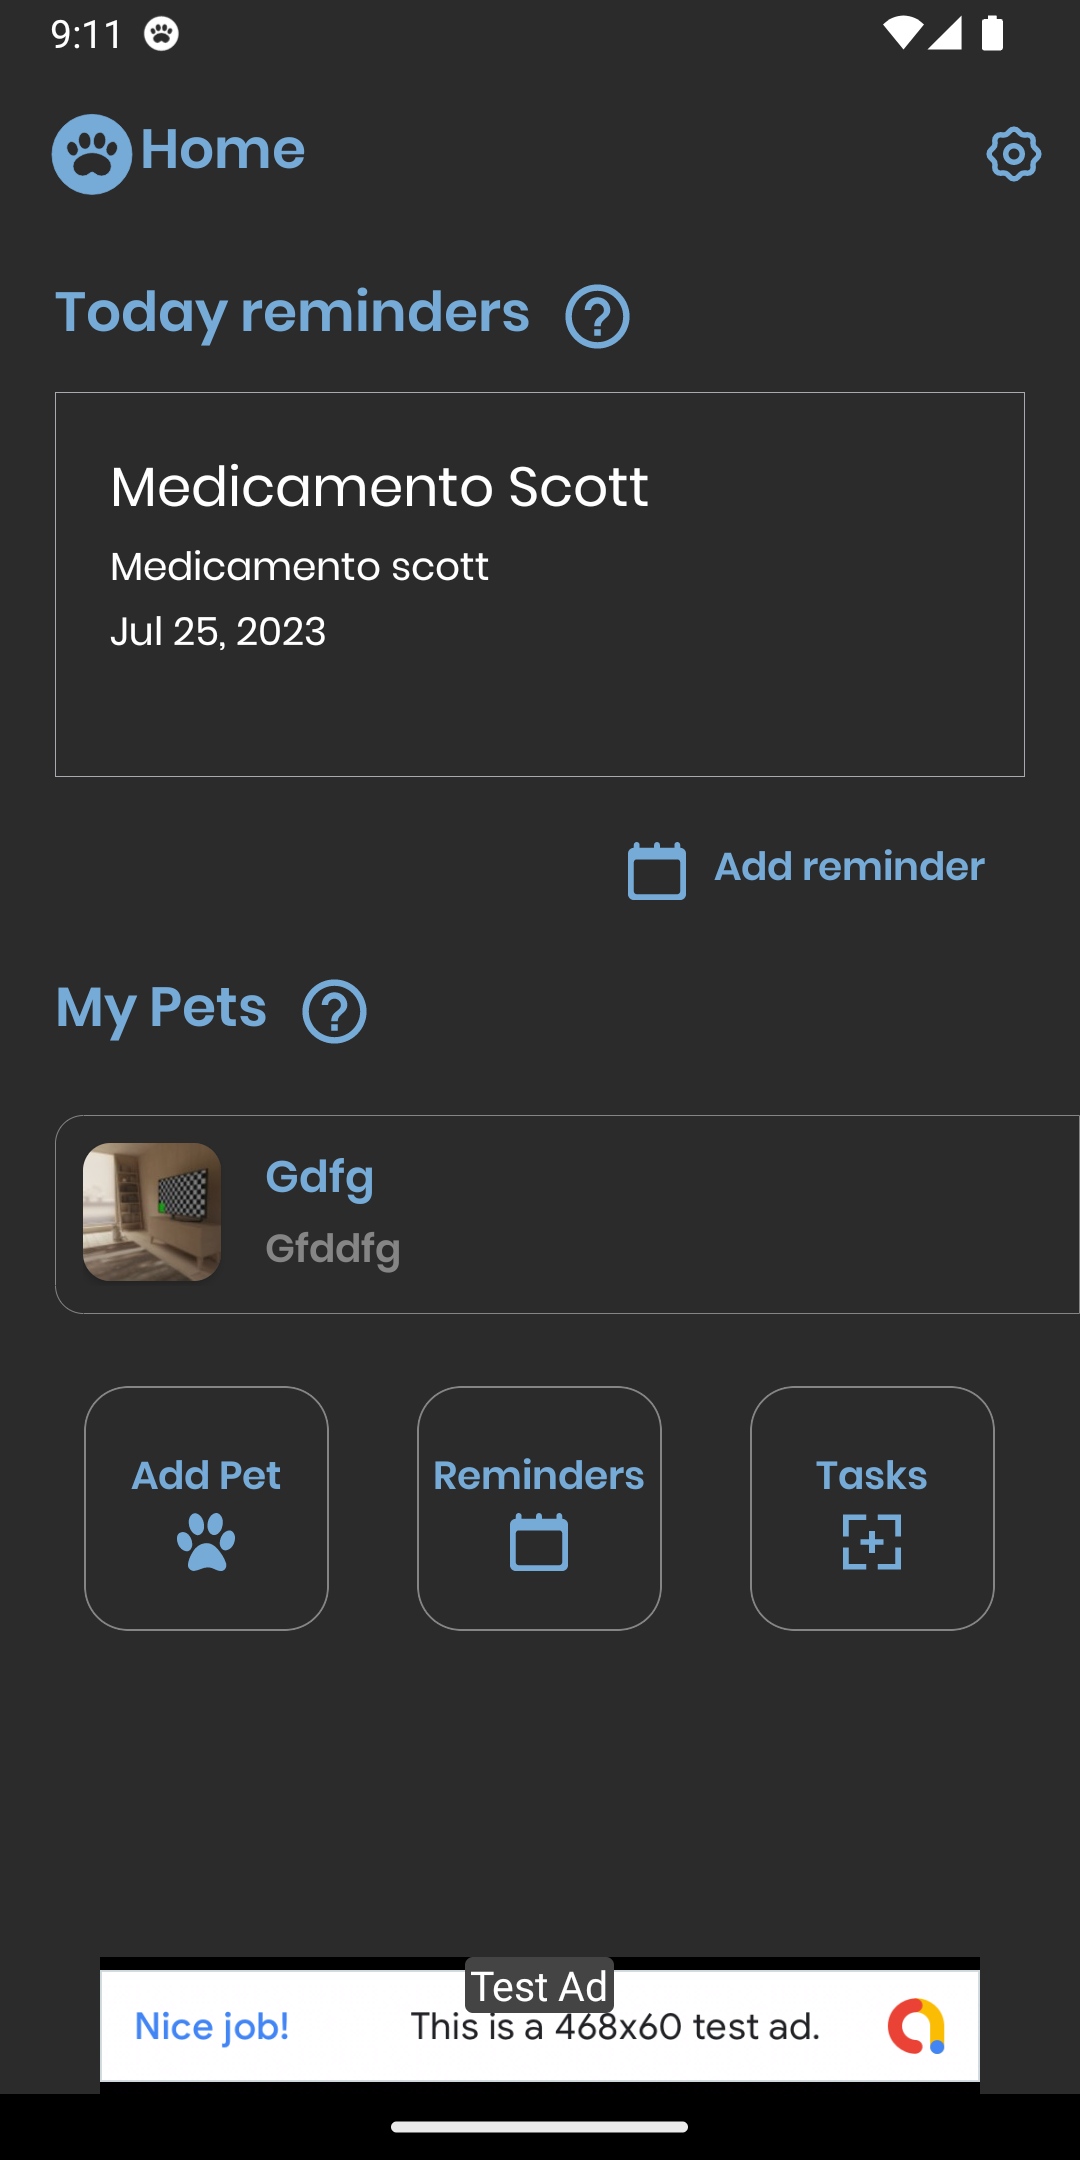 9:11
Home
Today reminders
Medicamento Scott
Medicamento scott
Jul 25, 2023
Add reminder
My Pets
Gdfg
Gfddfg
Add Pet
Reminders
Tasks
Test Ad
Nice job!
This is a 468x60 test ad.